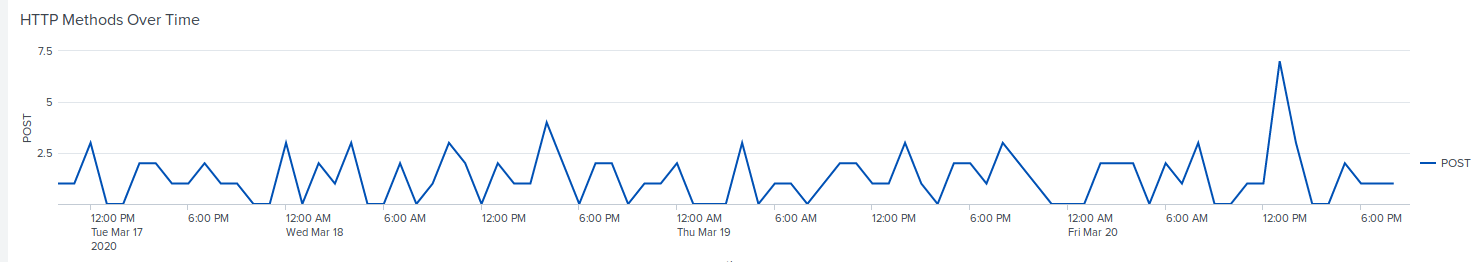 HTTP Methods Over Time
7.5
5
2.5
POST
POST
12:00 PM 6:00 PM 12:00 AM 6:00 AM 12:00 PM 6:00 PM 12:00 AM 6:00 AM 12:00 PM 6:00 PM 12:00 AM 6:00 AM 12:00 PM 6:00 PM
Tue Mar 17 Wed Mar 18 Thu Mar 19 Fri Mar 20
2020